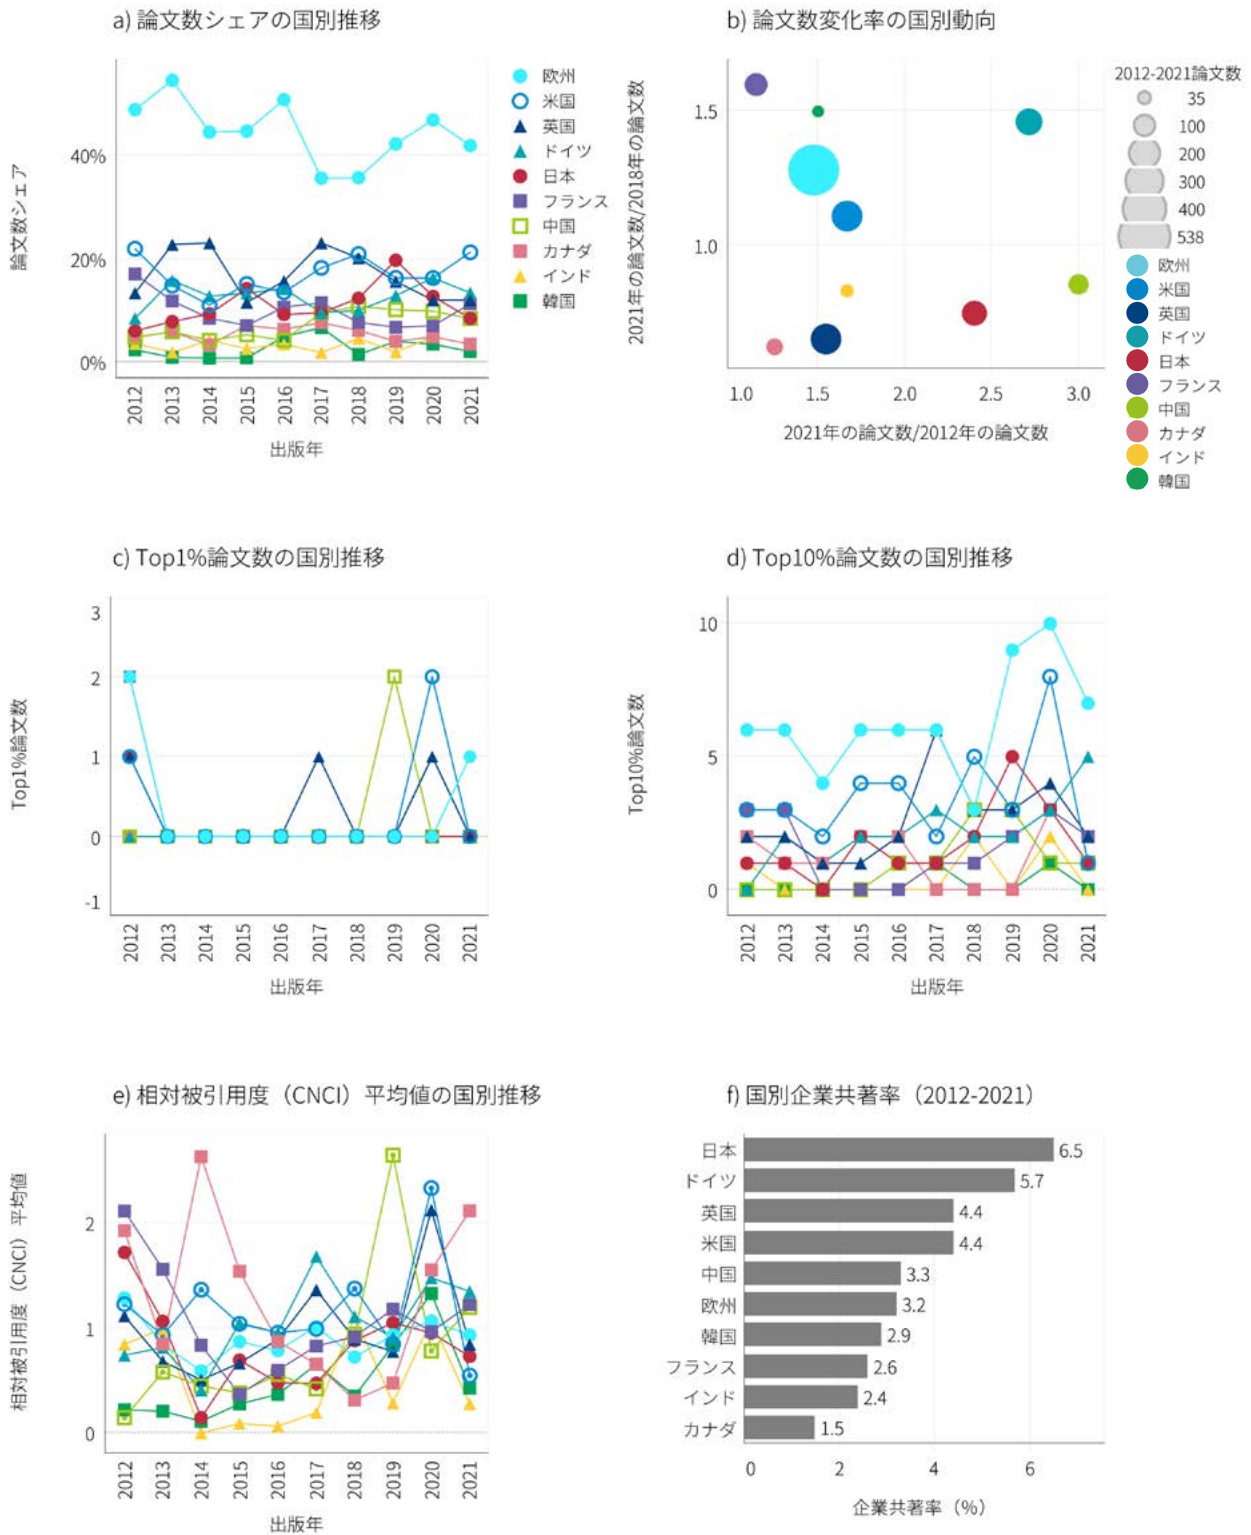 a) 論文数シェアの国別推移
論文数シェア
40%
20%
0%
2012
2013
2014
2015
2016
2017
2018
2019
2020
2021
出版年
欧州
米国
英国
ドイツ
日本
フランス
中国
カナダ
インド
韓国
b) 論文数変化率の国別動向
2021年の論文数/2018年の論文数
1.5
1.0
1.0
1.5
2.0
2.5
3.0
2021年の論文数/2012年の論文数
2012-2021論文数
35
100
200
300
400
538
欧州
米国
英国
ドイツ
日本
フランス
中国
カナダ
インド
韓国
c) Top1%論文数の国別推移
Top1%論文数
3
2
1
0
-1
2012
2013
2014
2015
2016
2017
2018
2019
2020
2021
出版年
d) Top10%論文数の国別推移
Top10%論文数
10
5
0
2012
2013
2014
2015
2016
2017
2018
2019
2020
2021
出版年
e) 相対被引用度（CNCI）平均値の国別推移
相対被引用度（CNCI）平均値
2
1
0
2012
2013
2014
2015
2016
2017
2018
2019
2020
2021
出版年
f) 国別企業共著率（2012-2021）
日本 6.5
ドイツ 5.7
英国 4.4
米国 4.4
中国 3.3
欧州 3.2
韓国 2.9
フランス 2.6
インド 2.4
カナダ 1.5
0
2
4
6
企業共著率（%）